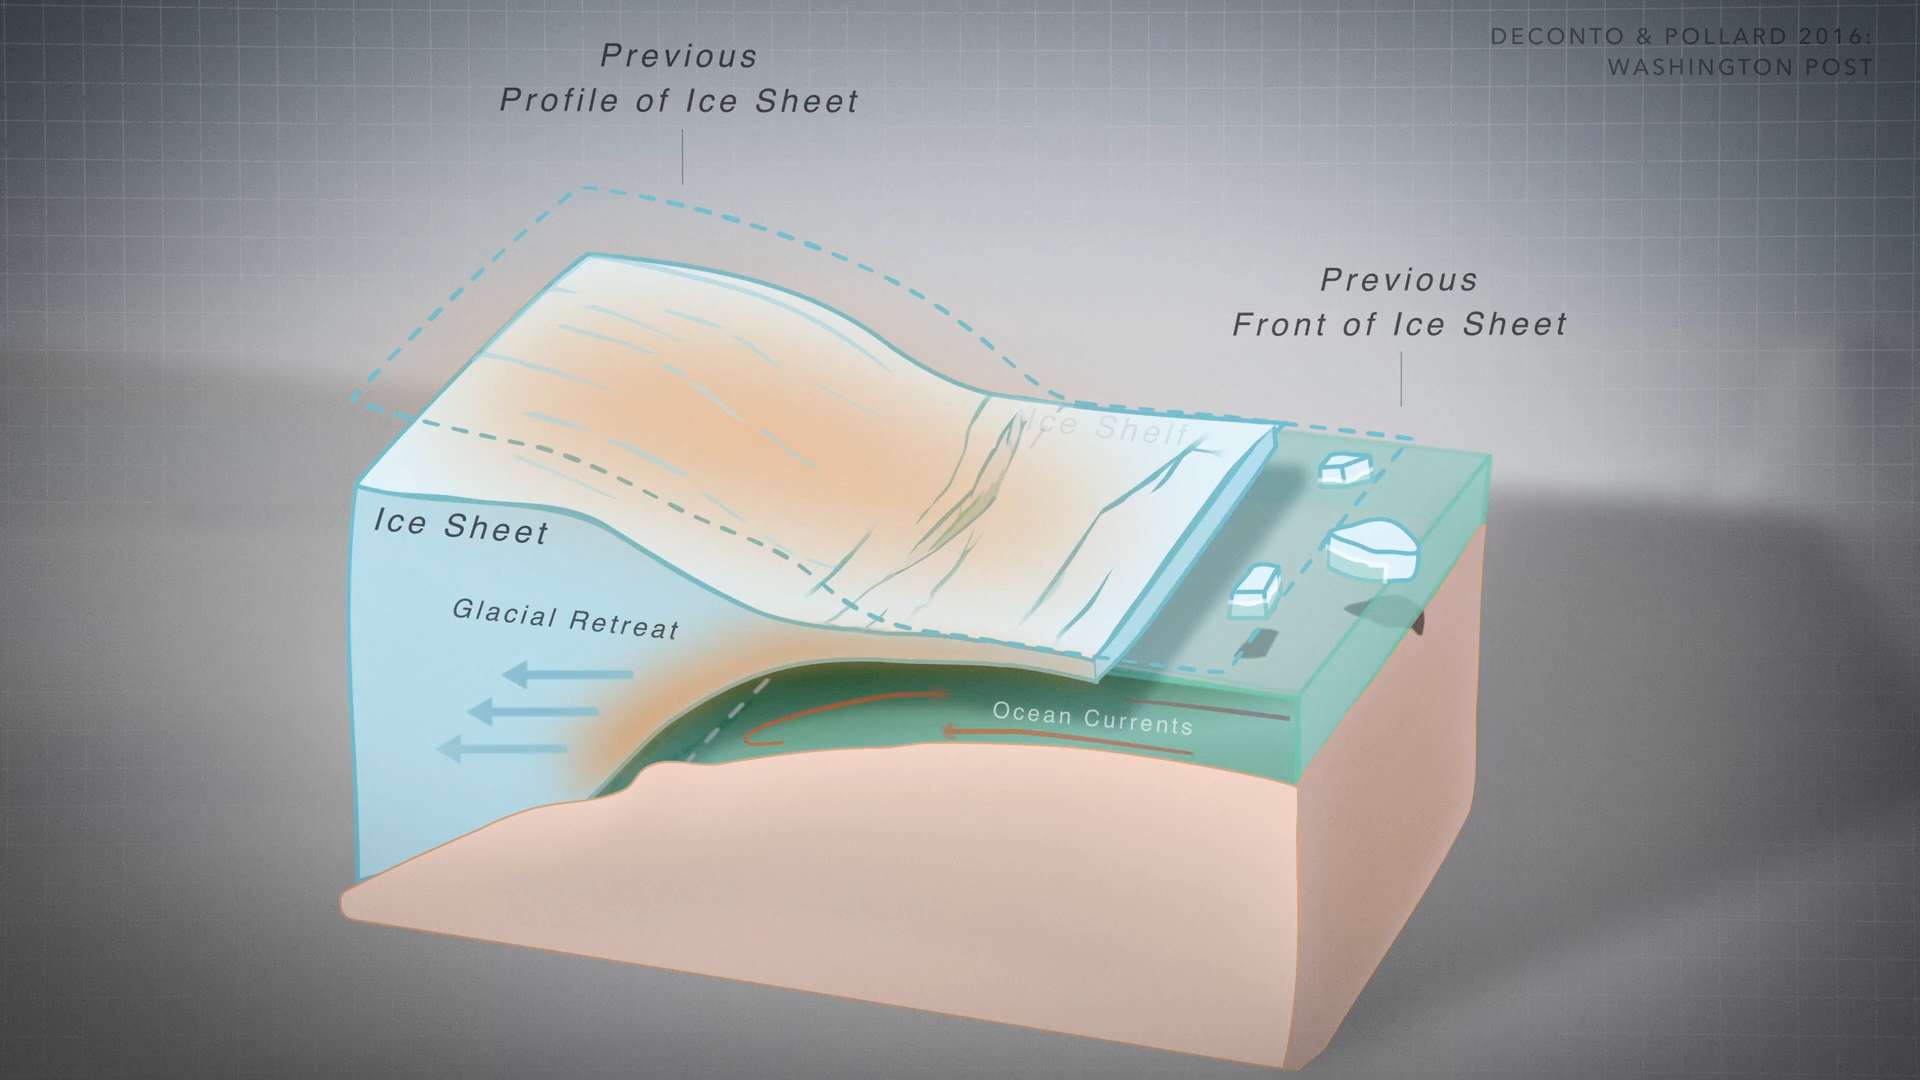 DECONTO & POLLARD 2016:
WASHINGTON POST
Previous
Profile of Ice Sheet
Previous
Front of Ice Sheet
Ice Shelf
Ice Sheet
Glacial Retreat
Ocean Currents